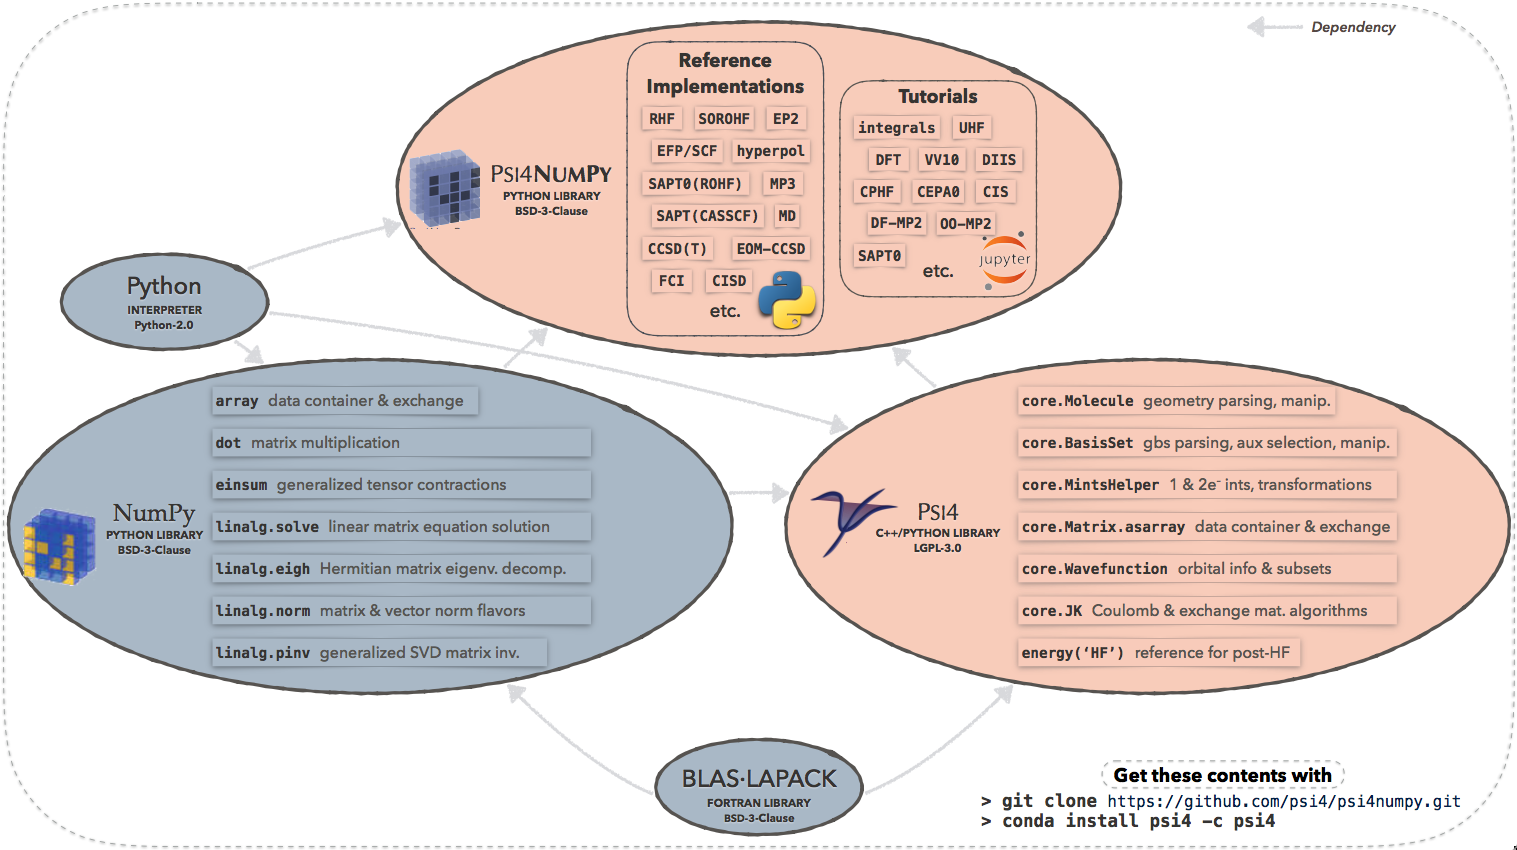 Dependency
Reference
Implementations
RHF SOROHF EP2
EFP/SCF hyperpol
SAPT0(ROHF) MP3
SAPT(CASSCF) MD
CCSD(T) EOM-CCSD
FCI CISD
etc.
Tutorials
integrals UHF
DFT VV10 DIIS
CPHF CEPA0 CIS
DF-MP2 OO-MP2
SAPT0
etc.
jupyter
PSI4NUMPY
PYTHON LIBRARY
BSD-3-Clause
Python
INTERPRETER
Python-2.0
NumPy
PYTHON LIBRARY
BSD-3-Clause
array data container & exchange
dot matrix multiplication
einsum generalized tensor contractions
linalg.solve linear matrix equation solution
linalg.eigh Hermitian matrix eigenv. decomp.
linalg.norm matrix & vector norm flavors
linalg.pinv generalized SVD matrix inv.
PSI4
C++/PYTHON LIBRARY
LGPL-3.0
core.Molecule geometry parsing, manip.
core.BasisSet gbs parsing, aux selection, manip.
core.MintsHelper 1 & 2e⁻ ints, transformations
core.Matrix.asarray data container & exchange
core.Wavefunction orbital info & subsets
core.JK Coulomb & exchange mat. algorithms
energy(‘HF’) reference for post-HF
BLAS·LAPACK
FORTRAN LIBRARY
BSD-3-Clause
Get these contents with
> git clone https://github.com/psi4/psi4numpy.git
> conda install psi4 -c psi4